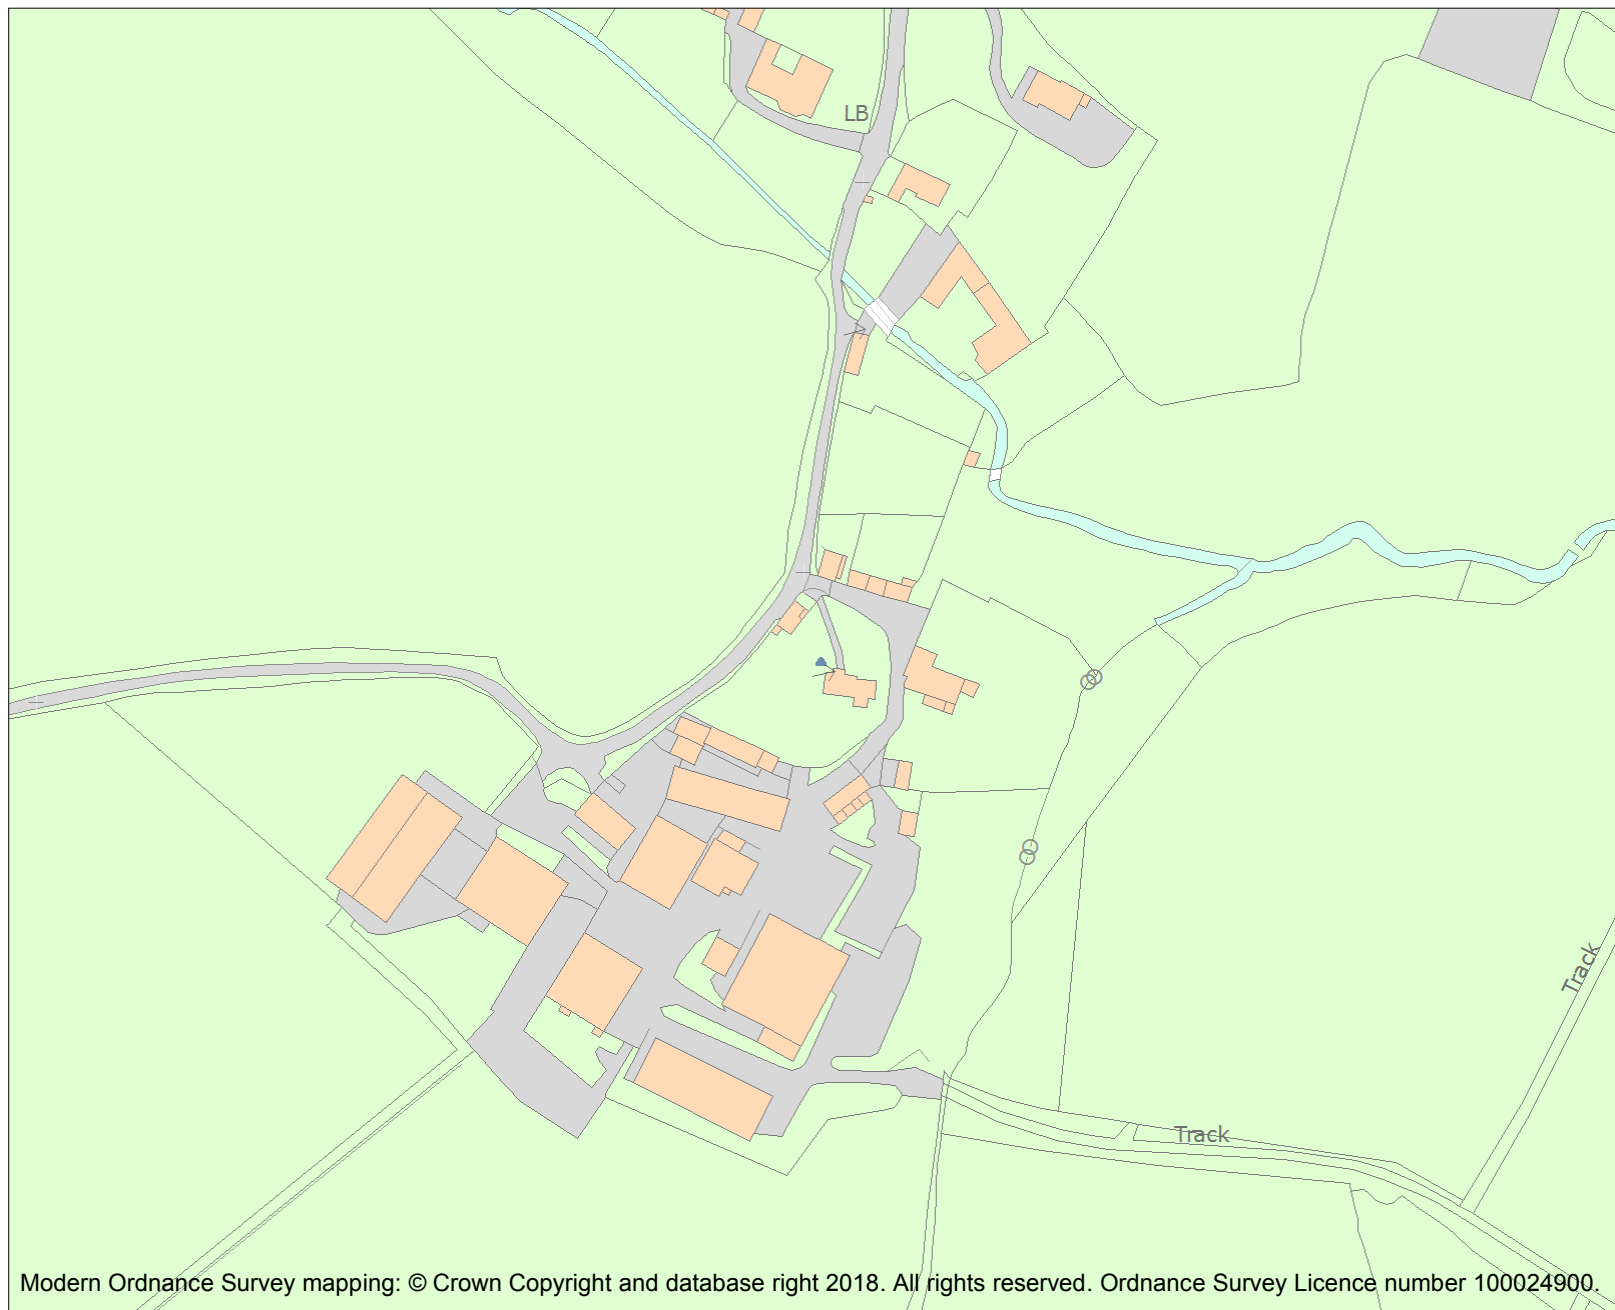 LB
Track
Track
Modern Ordnance Survey mapping: © Crown Copyright and database right 2018. All rights reserved. Ordnance Survey Licence number 100024900.